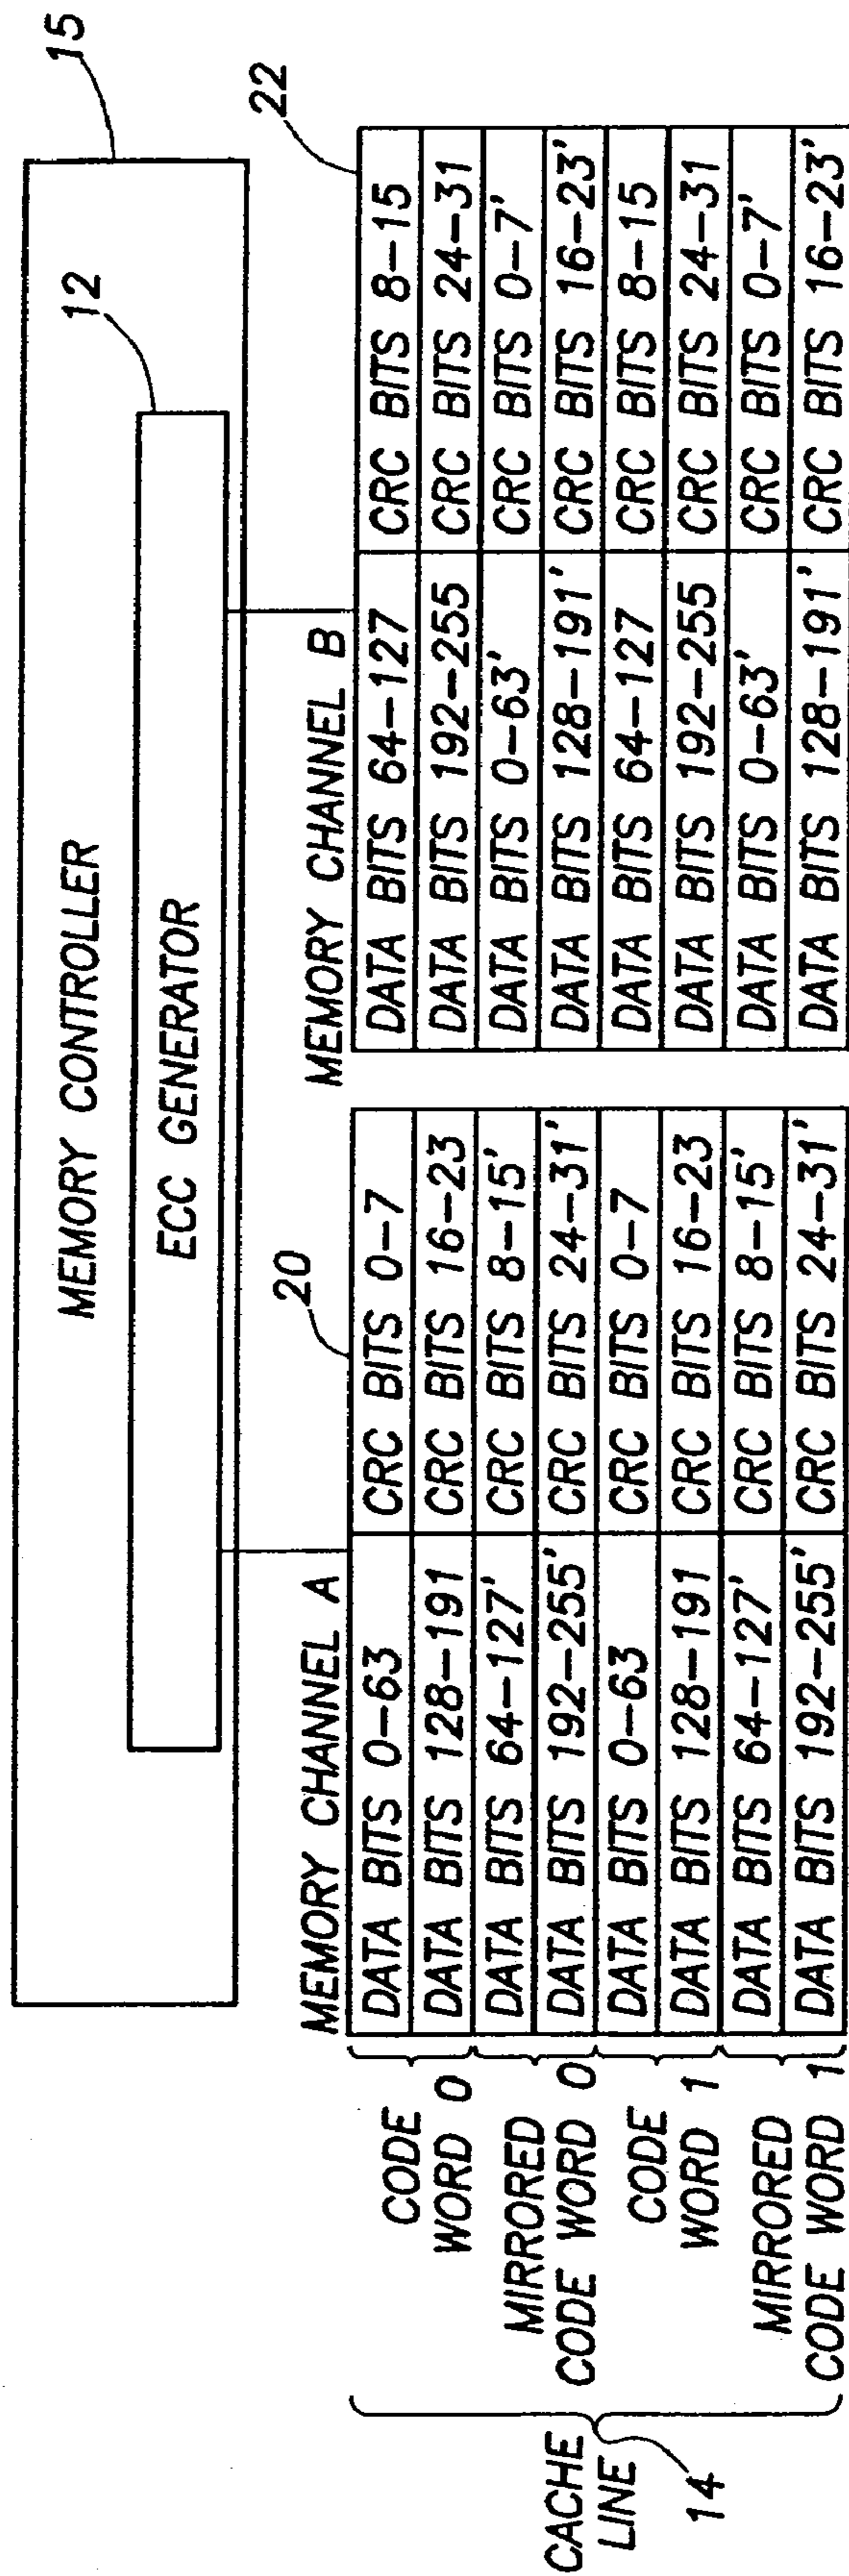 15
MEMORY CONTROLLER
12
ECC GENERATOR
20
22
MEMORY CHANNEL A
DATA BITS 0-63 CRC BITS 0-7
DATA BITS 128-191 CRC BITS 16-23
DATA BITS 64-127' CRC BITS 8-15'
DATA BITS 192-255' CRC BITS 24-31'
DATA BITS 0-63 CRC BITS 0-7
DATA BITS 128-191 CRC BITS 16-23
DATA BITS 64-127' CRC BITS 8-15'
DATA BITS 192-255' CRC BITS 24-31'
MEMORY CHANNEL B
DATA BITS 64-127 CRC BITS 8-15
DATA BITS 192-255 CRC BITS 24-31
DATA BITS 0-63' CRC BITS 0-7'
DATA BITS 128-191' CRC BITS 16-23'
DATA BITS 64-127 CRC BITS 8-15
DATA BITS 192-255 CRC BITS 24-31
DATA BITS 0-63' CRC BITS 0-7'
DATA BITS 128-191' CRC BITS 16-23'
CODE
WORD 0
MIRRORED
CODE WORD 0
CODE
WORD 1
MIRRORED
CODE WORD 1
CACHE
LINE
14